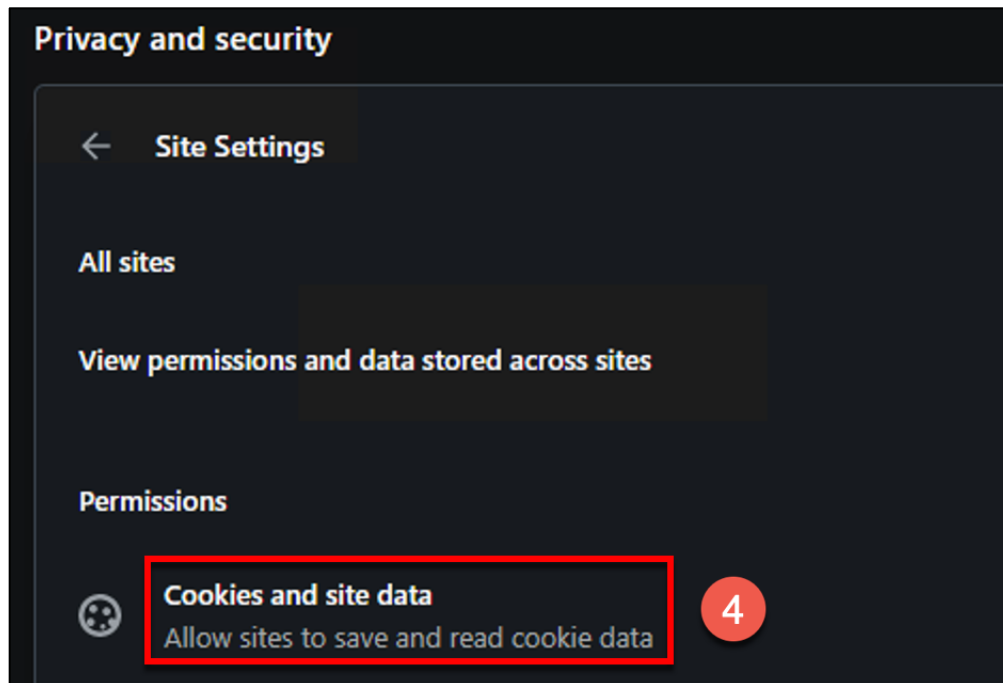 Privacy and security
Site Settings
All sites
View permissions and data stored across sites
Permissions
Cookies and site data
4
Allow sites to save and read cookie data